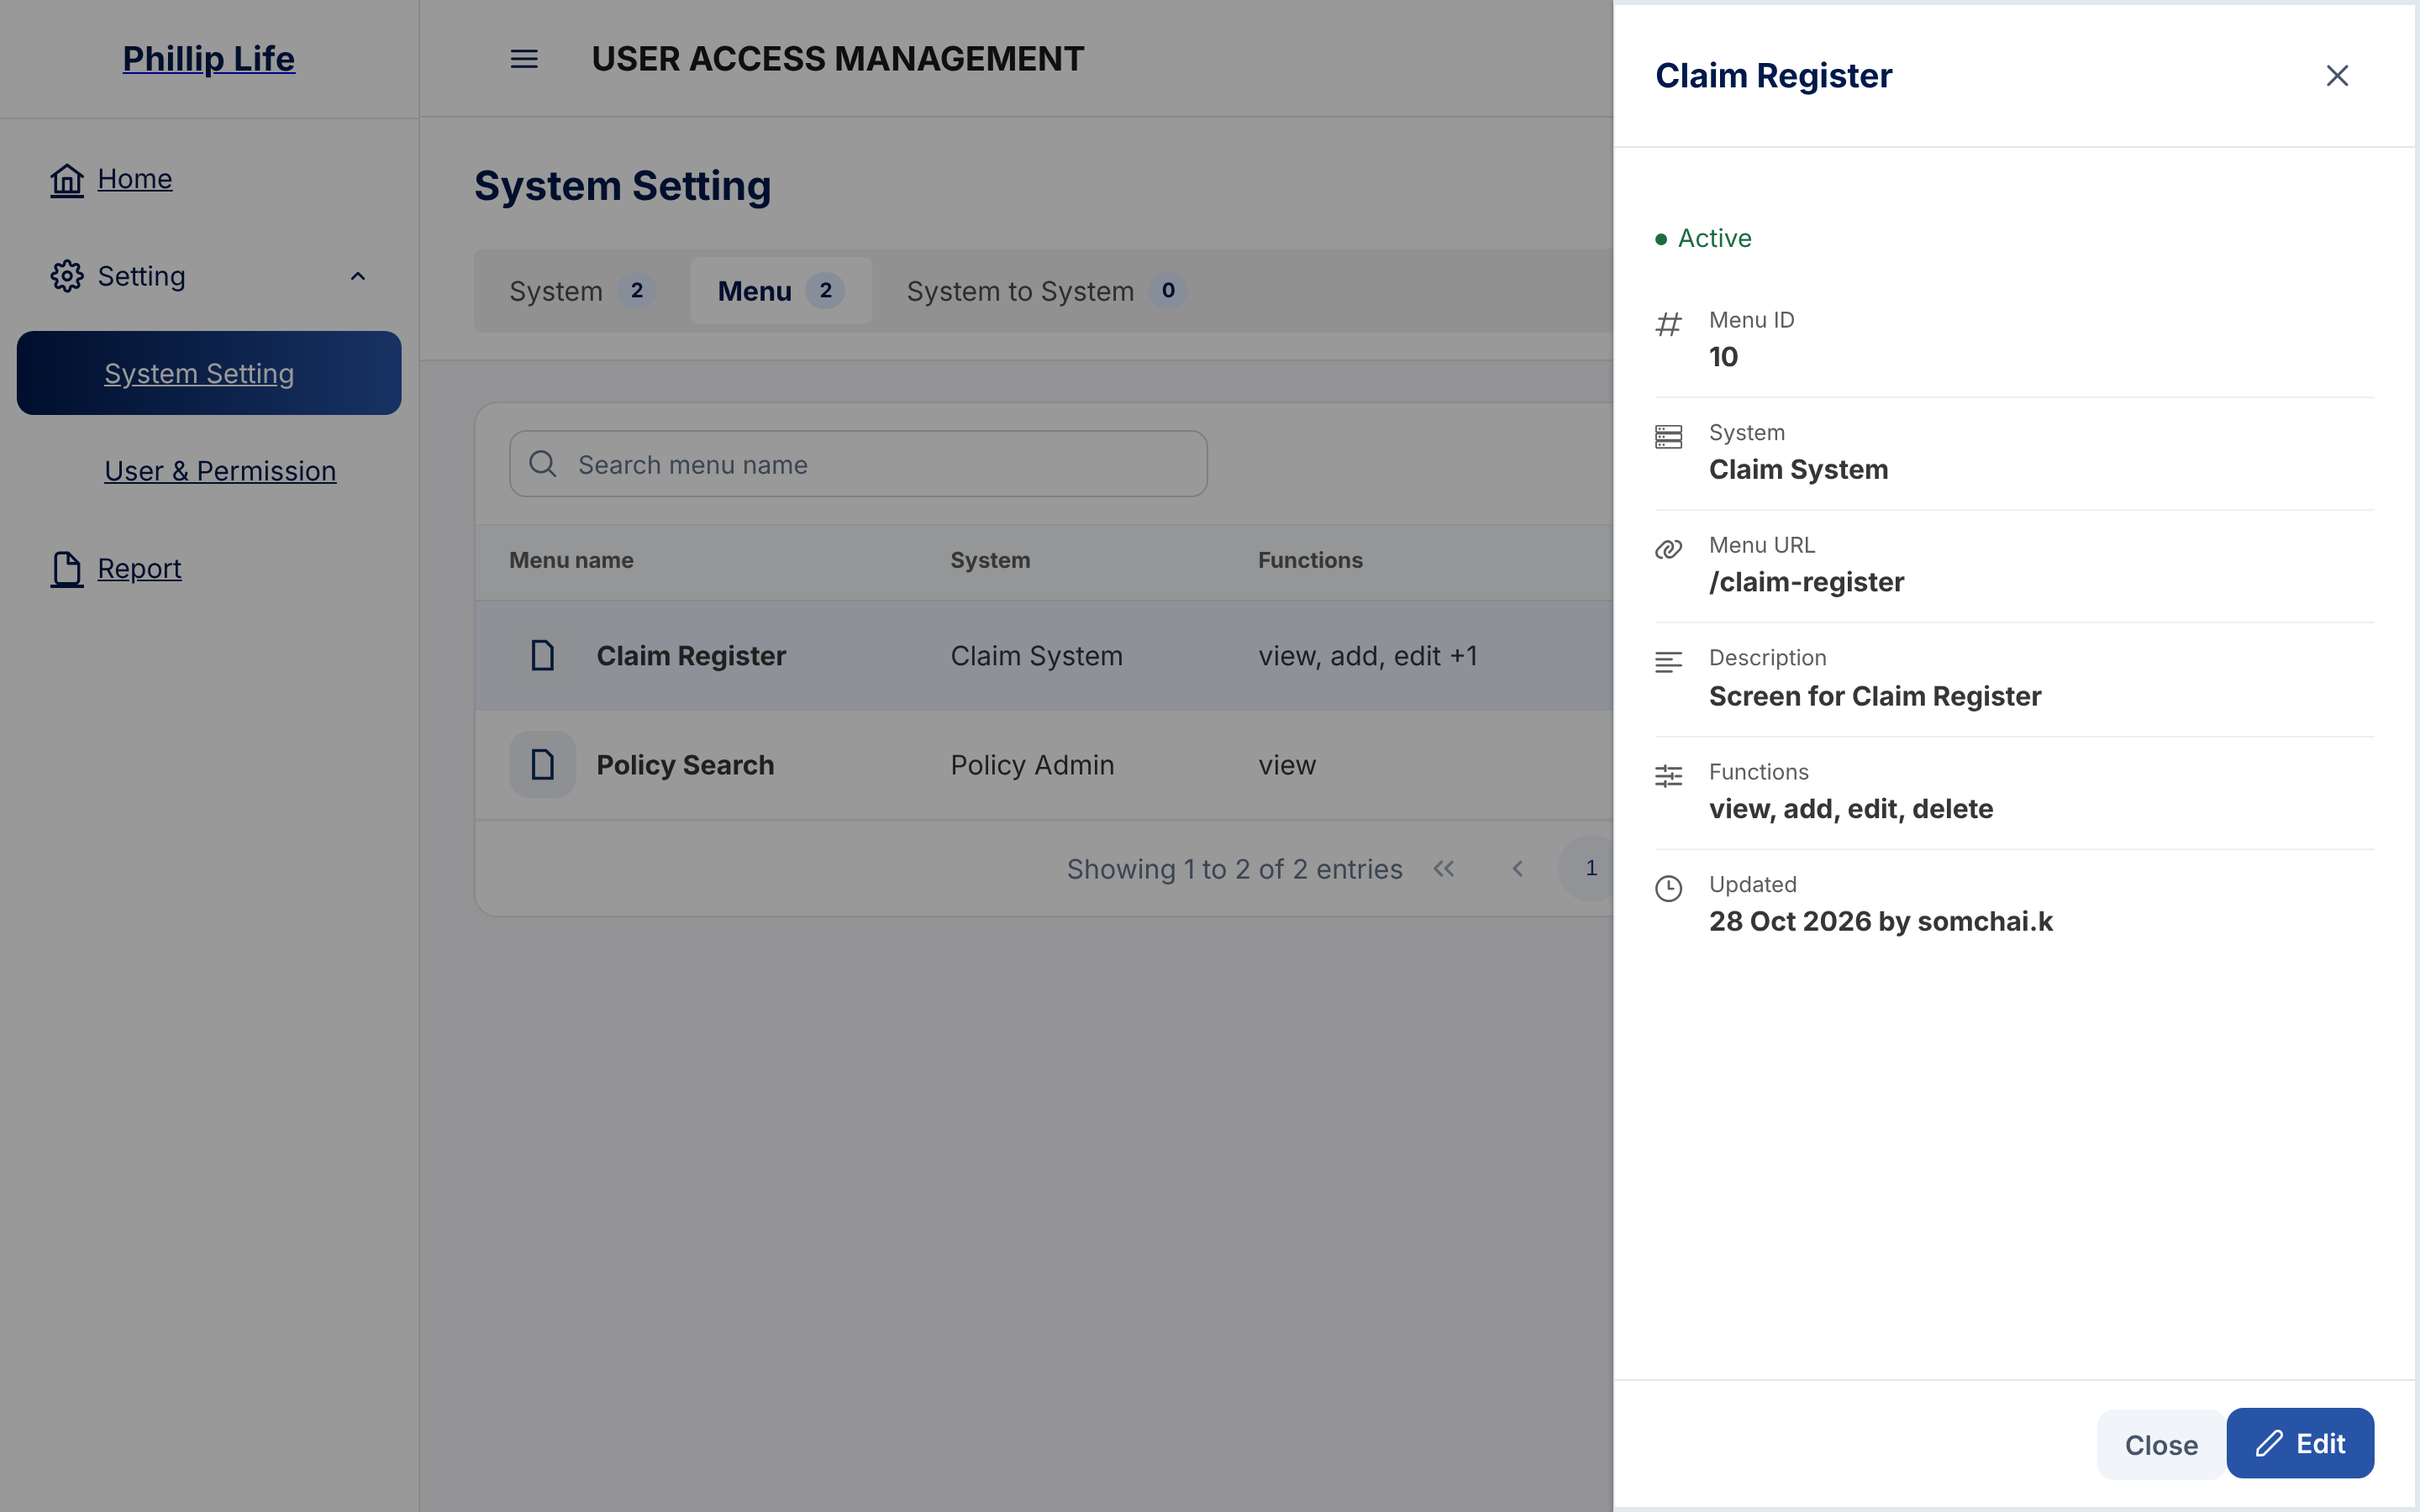 Phillip Life
Home
Setting
System Setting
User & Permission
Report
USER ACCESS MANAGEMENT
System Setting
System 2 Menu 2 System to System 0
Search menu name
Menu name System Functions
Claim Register Claim System view, add, edit +1
Policy Search Policy Admin view
Showing 1 to 2 of 2 entries 1
Claim Register
Active
Menu ID
10
System
Claim System
Menu URL
/claim-register
Description
Screen for Claim Register
Functions
view, add, edit, delete
Updated
28 Oct 2026 by somchai.k
Close Edit